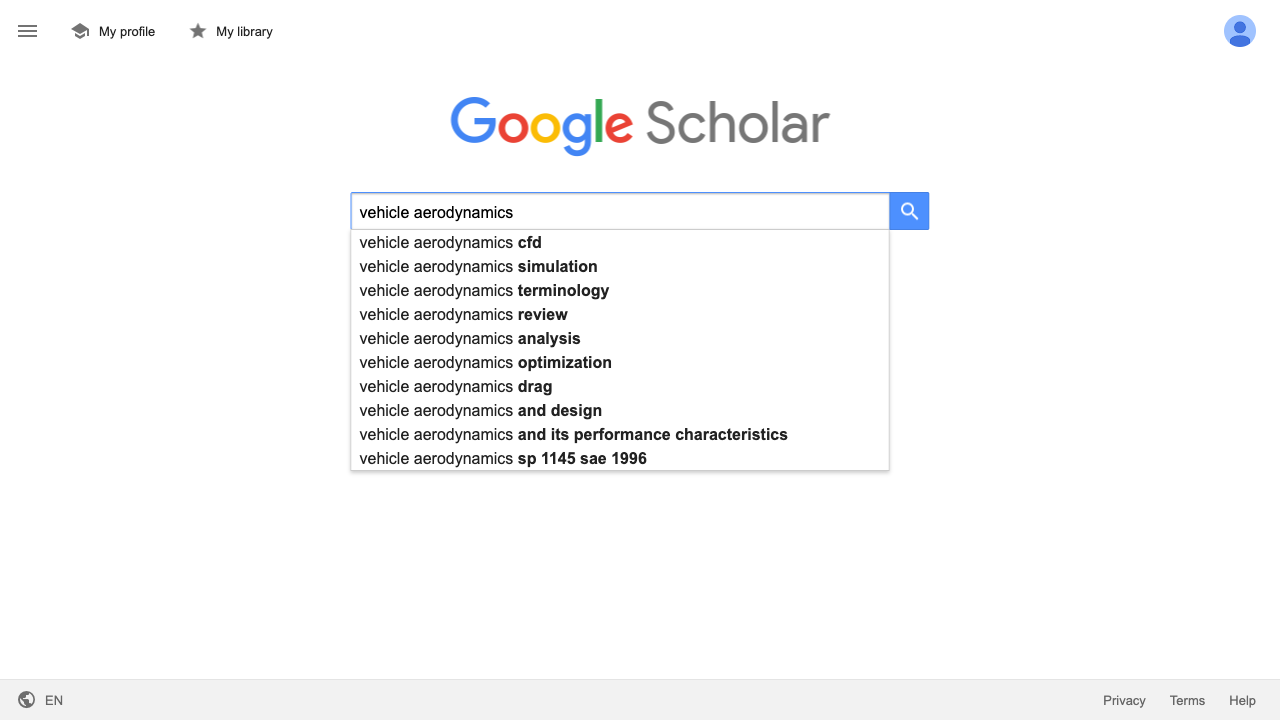 My profile
My library
Google Scholar
vehicle aerodynamics
vehicle aerodynamics cfd
vehicle aerodynamics simulation
vehicle aerodynamics terminology
vehicle aerodynamics review
vehicle aerodynamics analysis
vehicle aerodynamics optimization
vehicle aerodynamics drag
vehicle aerodynamics and design
vehicle aerodynamics and its performance characteristics
vehicle aerodynamics sp 1145 sae 1996
EN
Privacy
Terms
Help